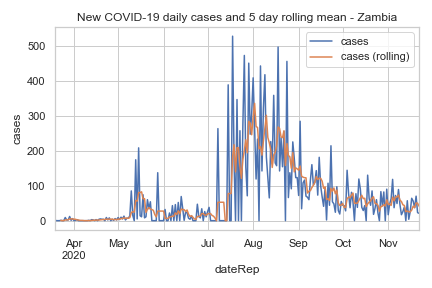 New COVID-19 daily cases and 5 day rolling mean - Zambia
cases
cases (rolling)
500
400
300
200
100
0
cases
Apr May Jun Jul Aug Sep Oct Nov
2020
dateRep